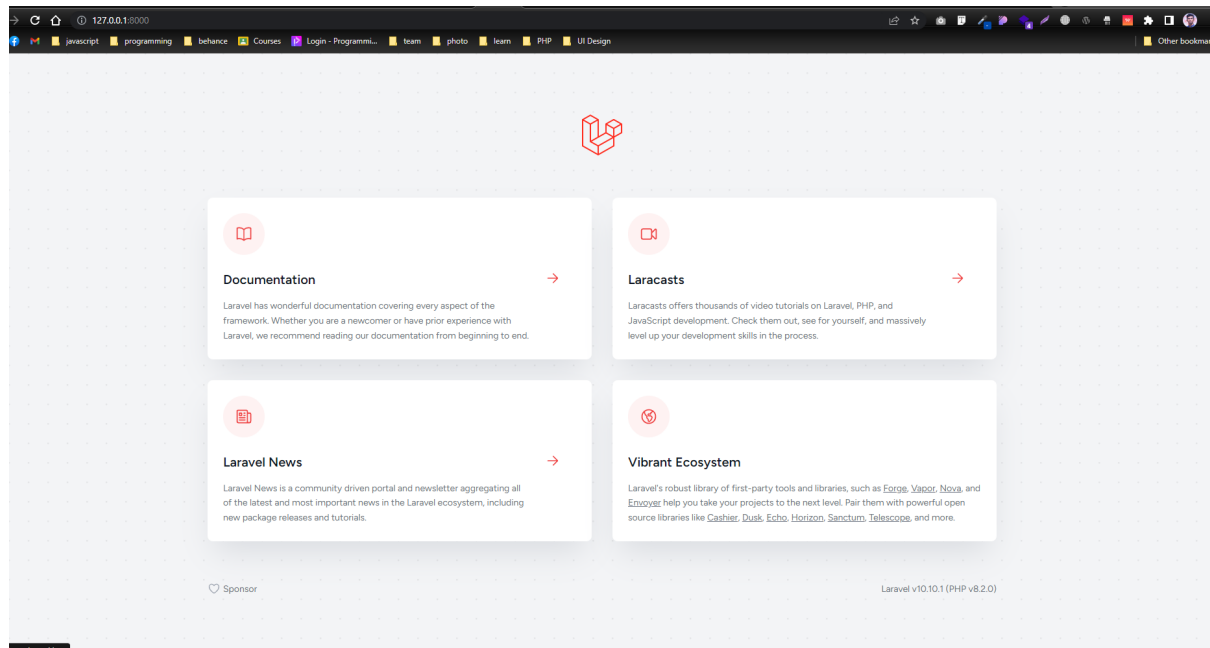 127.0.0.1:8000
javascript programming behance Courses Login - Programmi... team photo learn PHP UI Design Other bookmar
Documentation
Laravel has wonderful documentation covering every aspect of the
framework. Whether you are a newcomer or have prior experience with
Laravel, we recommend reading our documentation from beginning to end.
Laracasts
Laracasts offers thousands of video tutorials on Laravel, PHP, and
JavaScript development. Check them out, see for yourself, and massively
level up your development skills in the process.
Laravel News
Laravel News is a community driven portal and newsletter aggregating all
of the latest and most important news in the Laravel ecosystem, including
new package releases and tutorials.
Vibrant Ecosystem
Laravel's robust library of first-party tools and libraries, such as Forge, Vapor, Nova, and
Envoyer help you take your projects to the next level. Pair them with powerful open
source libraries like Cashier, Dusk, Echo, Horizon, Sanctum, Telescope, and more.
Sponsor
Laravel v10.10.1 (PHP v8.2.0)